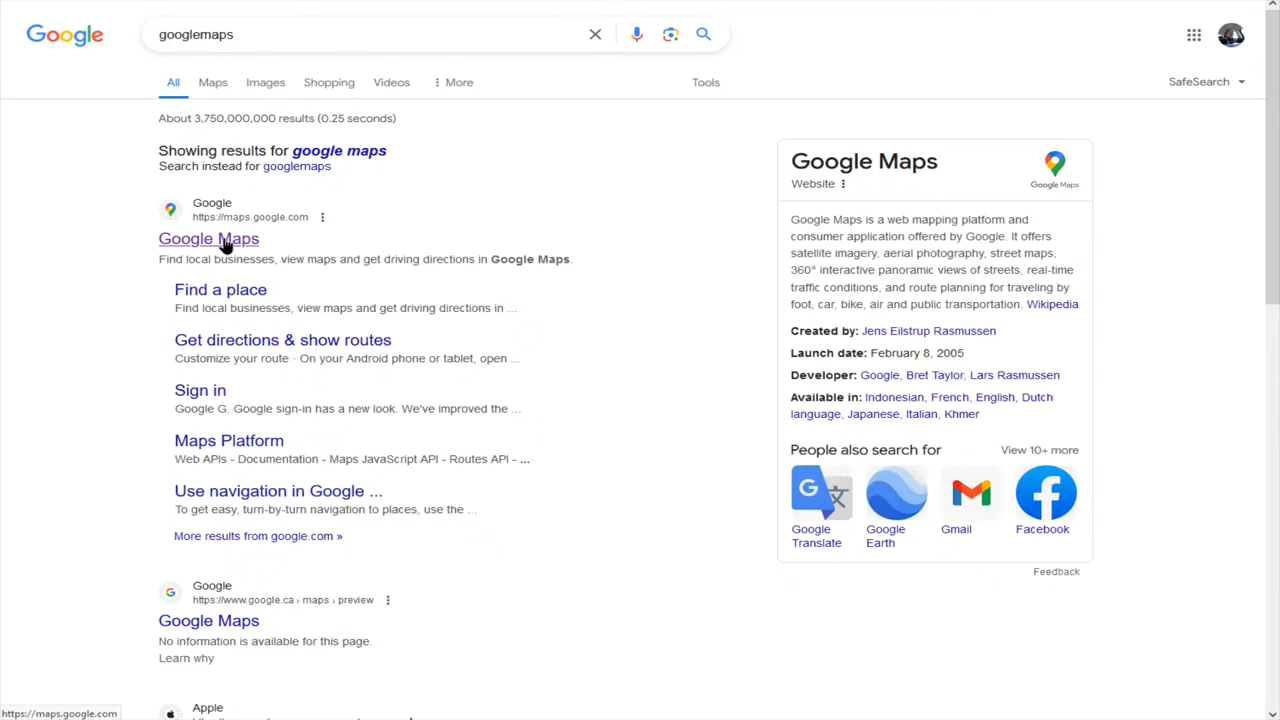 Google
googlemaps
All
Maps
Images
Shopping
Videos
More
Tools
SafeSearch
About 3,750,000,000 results (0.25 seconds)
Showing results for google maps
Search instead for googlemaps
Google
https://maps.google.com
Google Maps
Find local businesses, view maps and get driving directions in Google Maps.
Find a place
Find local businesses, view maps and get driving directions in ...
Get directions & show routes
Customize your route · On your Android phone or tablet, open ...
Sign in
Google G. Google sign-in has a new look. We've improved the ...
Maps Platform
Web APIs - Documentation - Maps JavaScript API - Routes API - ...
Use navigation in Google ...
To get easy, turn-by-turn navigation to places, use the ...
More results from google.com »
Google
https://www.google.ca › maps › preview
Google Maps
No information is available for this page.
Learn why
Apple
Google Maps
Website
Google Maps
Google Maps is a web mapping platform and
consumer application offered by Google. It offers
satellite imagery, aerial photography, street maps,
360° interactive panoramic views of streets, real-time
traffic conditions, and route planning for traveling by
foot, car, bike, air and public transportation. Wikipedia
Created by: Jens Eilstrup Rasmussen
Launch date: February 8, 2005
Developer: Google, Bret Taylor, Lars Rasmussen
Available in: Indonesian, French, English, Dutch
language, Japanese, Italian, Khmer
People also search for
View 10+ more
Google
Translate
Google
Earth
Gmail
Facebook
Feedback
https://maps.google.com